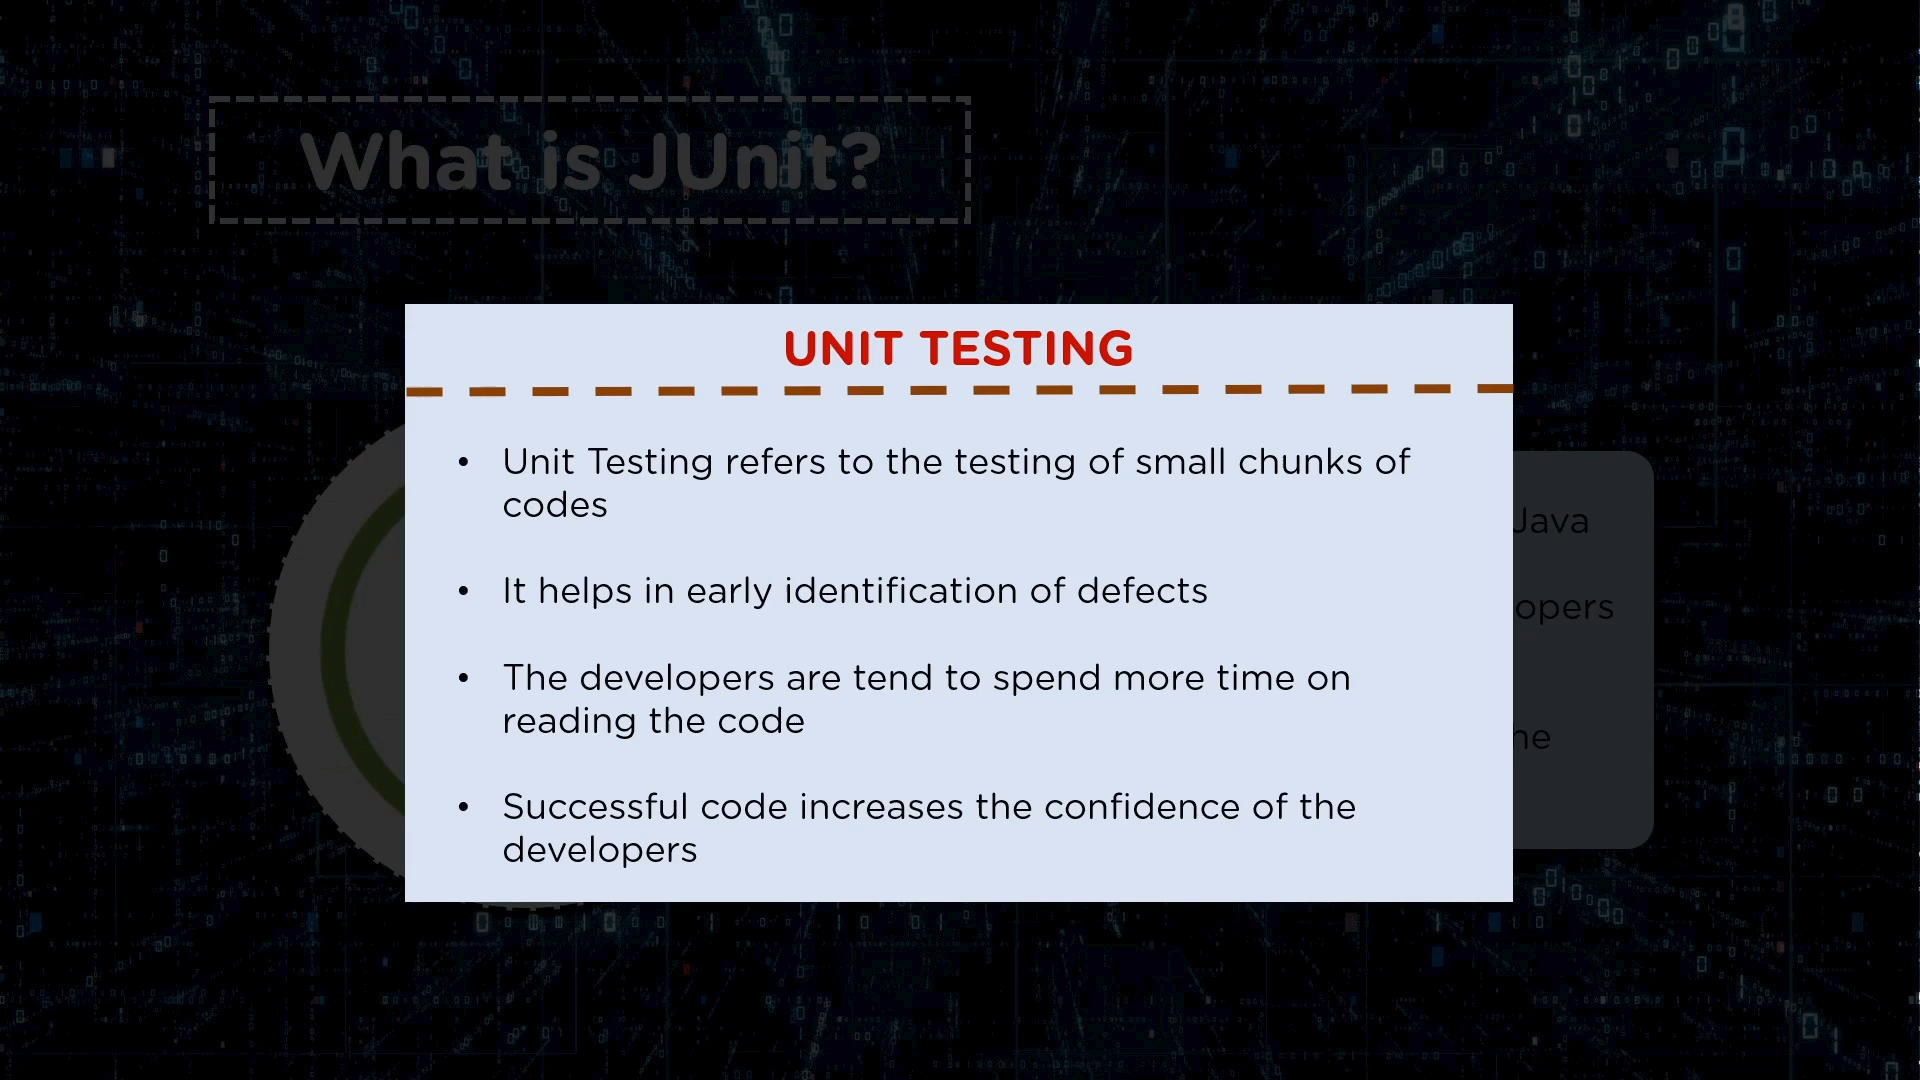 What is JUnit?
UNIT TESTING
• Unit Testing refers to the testing of small chunks of
codes
• It helps in early identification of defects
• The developers are tend to spend more time on
reading the code
• Successful code increases the confidence of the
developers
Java